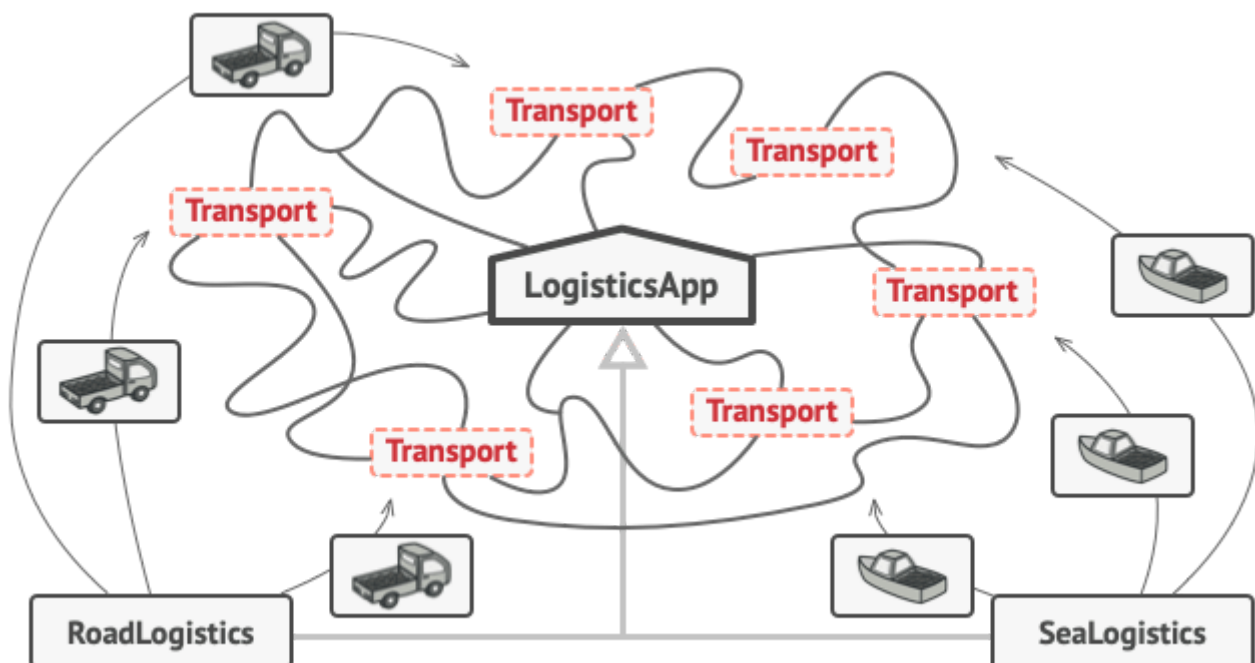 Transport
Transport
Transport
LogisticsApp
Transport
Transport
Transport
RoadLogistics
SeaLogistics